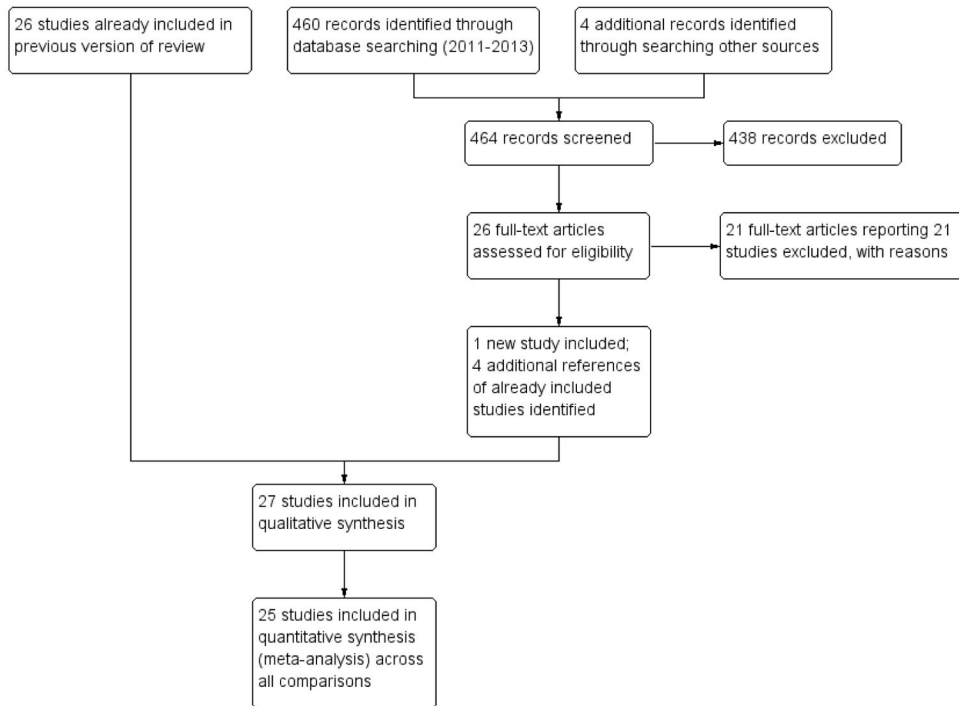 26 studies already included in
previous version of review
460 records identified through
database searching (2011-2013)
4 additional records identified
through searching other sources
464 records screened
438 records excluded
26 full-text articles
assessed for eligibility
21 full-text articles reporting 21
studies excluded, with reasons
1 new study included;
4 additional references
of already included
studies identified
27 studies included in
qualitative synthesis
25 studies included in
quantitative synthesis
(meta-analysis) across
all comparisons